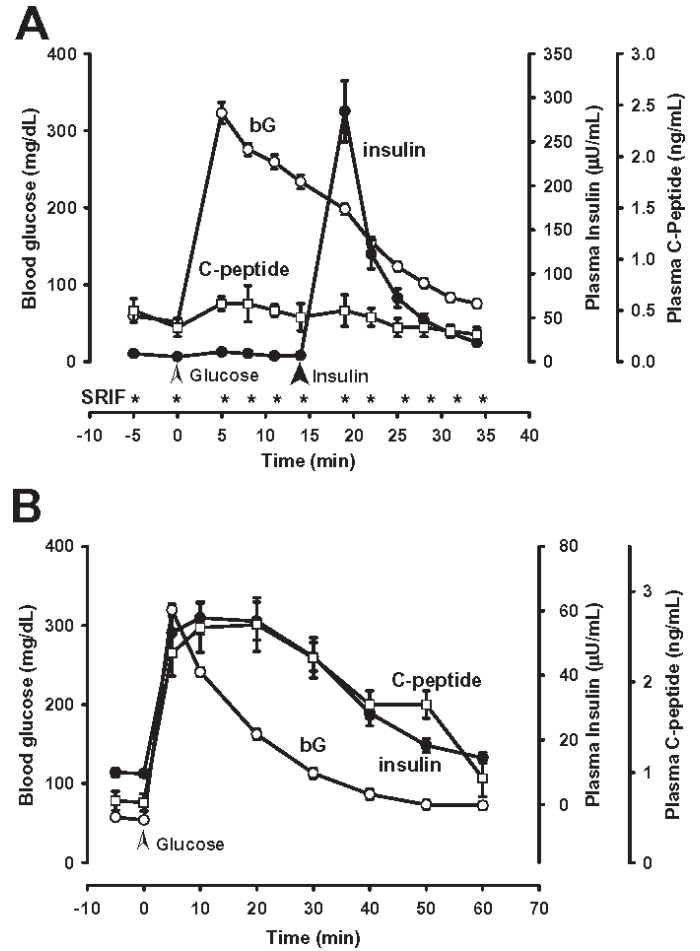 A
400
300
200
100
0
Blood glucose (mg/dL)
bG
insulin
C-peptide
Glucose
Insulin
350
300
250
200
150
100
50
0
Plasma Insulin (µU/mL)
3.0
2.5
2.0
1.5
1.0
0.5
0.0
Plasma C-Peptide (ng/mL)
SRIF * * * * * * * * * * * *
-10 -5 0 5 10 15 20 25 30 35 40
Time (min)
B
400
300
200
100
0
Blood glucose (mg/dL)
C-peptide
bG
insulin
Glucose
80
60
40
20
0
Plasma Insulin (µU/mL)
3
2
1
0
Plasma C-peptide (ng/mL)
-10 0 10 20 30 40 50 60 70
Time (min)